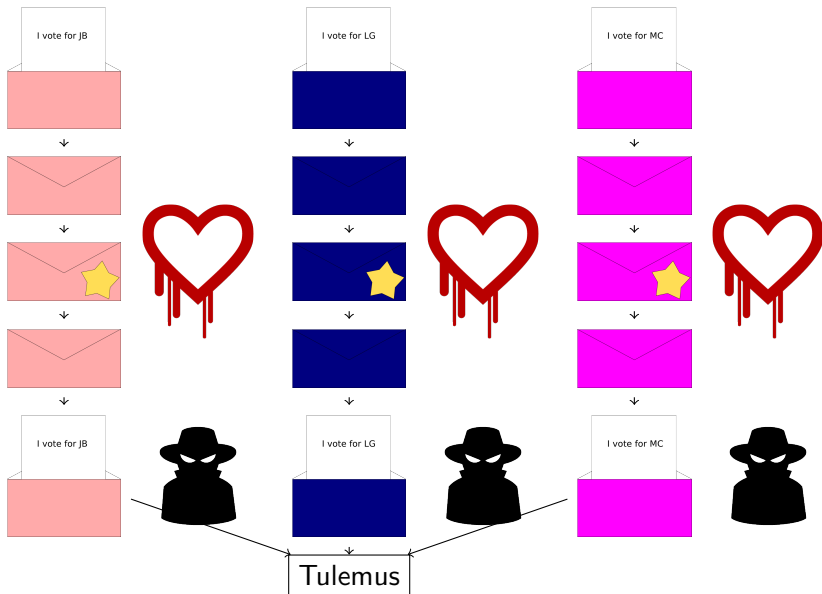 I vote for JB
I vote for LG
I vote for MC
I vote for JB
I vote for LG
I vote for MC
Tulemus